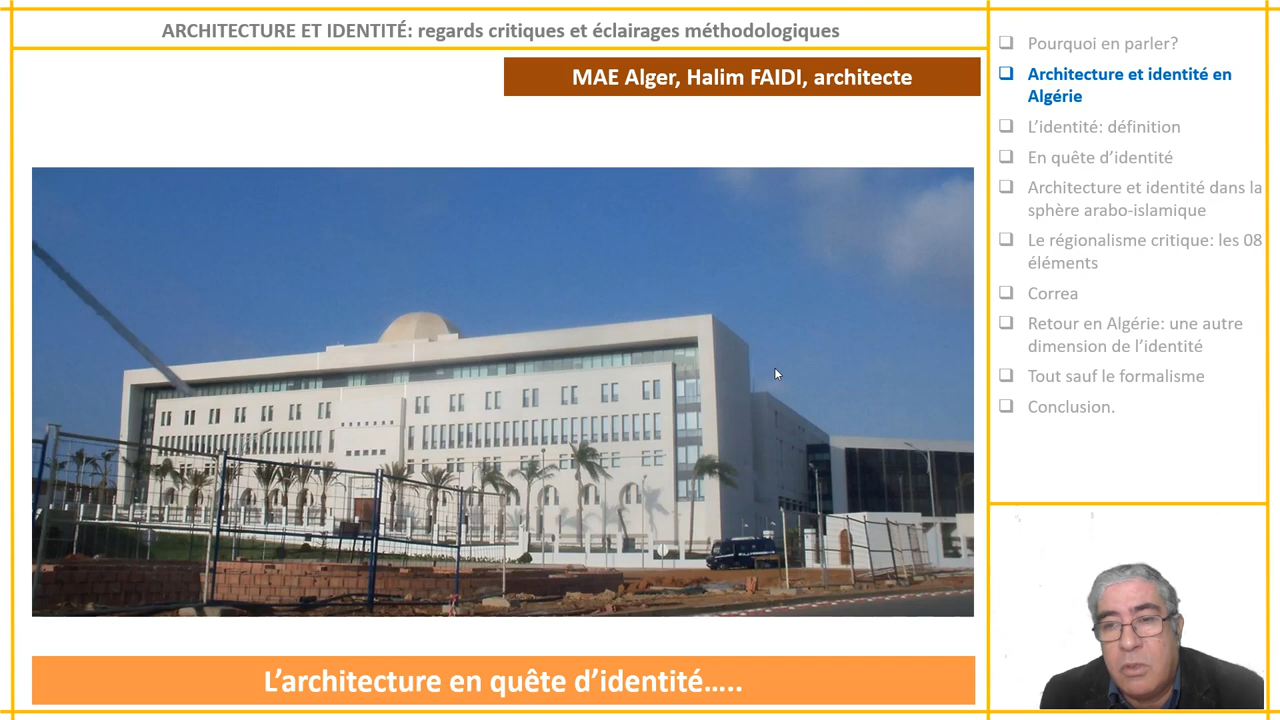 ARCHITECTURE ET IDENTITÉ: regards critiques et éclairages méthodologiques
MAE Alger, Halim FAIDI, architecte
L'architecture en quête d'identité…..
Pourquoi en parler?
Architecture et identité en
Algérie
L'identité: définition
En quête d'identité
Architecture et identité dans la
sphère arabo-islamique
Le régionalisme critique: les 08
éléments
Correa
Retour en Algérie: une autre
dimension de l'identité
Tout sauf le formalisme
Conclusion.